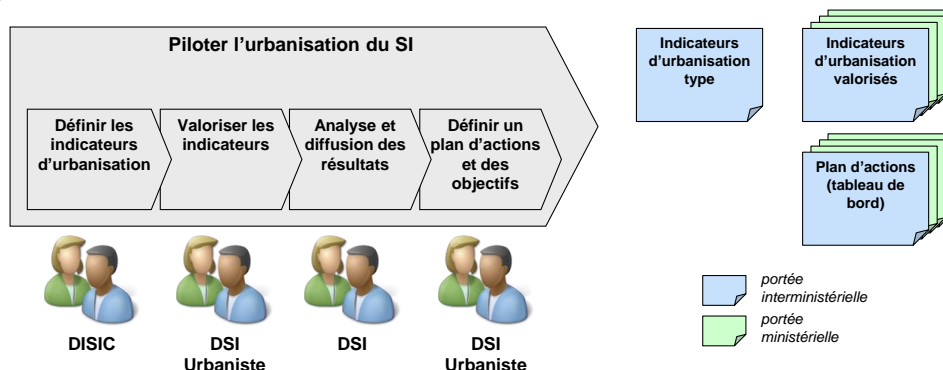 Piloter l'urbanisation du SI
Définir les
indicateurs
d'urbanisation
Valoriser les
indicateurs
Analyse et
diffusion des
résultats
Définir un
plan d'actions
et des
objectifs
DISIC
DSI
Urbaniste
DSI
DSI
Urbaniste
Indicateurs
d'urbanisation
type
Indicateurs
d'urbanisation
valorisés
Plan d'actions
(tableau de
bord)
portée
interministérielle
portée
ministérielle